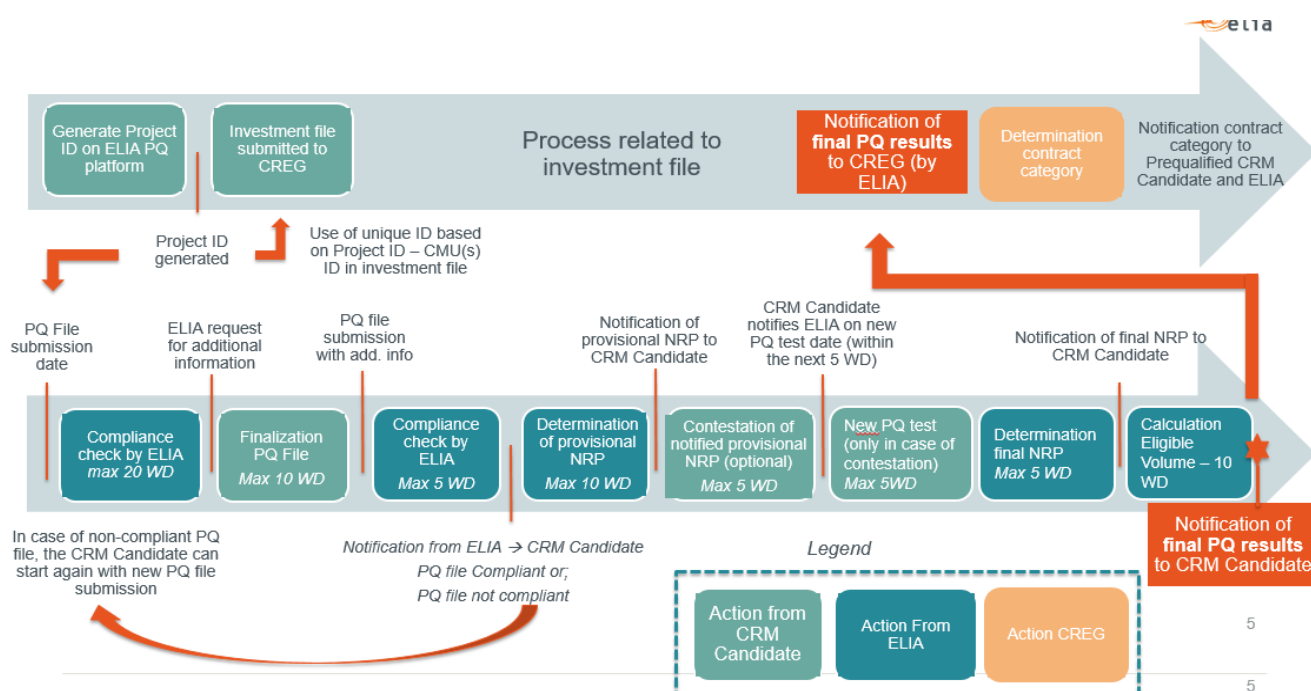 elia
Generate Project
ID on ELIA PQ
platform
Investment file
submitted to
CREG
Process related to
investment file
Notification of
final PQ results
to CREG (by
ELIA)
Determination
contract
category
Notification contract
category to
Prequalified CRM
Candidate and ELIA
Project ID
generated
Use of unique ID based
on Project ID – CMU(s)
ID in investment file
PQ File
submission
date
ELIA request
for additional
information
PQ file
submission
with add. info
Notification of
provisional NRP to
CRM Candidate
CRM Candidate
notifies ELIA on new
PQ test date (within
the next 5 WD)
Notification of final NRP to
CRM Candidate
Compliance
check by ELIA
max 20 WD
Finalization
PQ File
Max 10 WD
Compliance
check by
ELIA
Max 5 WD
Determination
of provisional
NRP
Max 10 WD
Contestation of
notified provisional
NRP (optional)
Max 5 WD
New PQ test
(only in case of
contestation)
Max 5WD
Determination
final NRP
Max 5 WD
Calculation
Eligible
Volume – 10
WD
In case of non-compliant PQ
file, the CRM Candidate can
start again with new PQ file
submission
Notification from ELIA → CRM Candidate
PQ file Compliant or;
PQ file not compliant
Notification of
final PQ results
to CRM Candidate
Legend
Action from
CRM
Candidate
Action From
ELIA
Action CREG
5
5